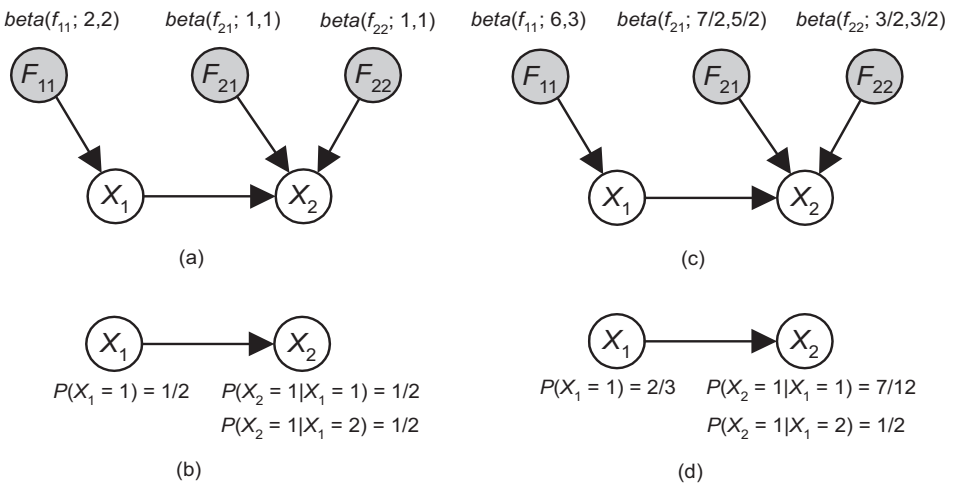 beta(f₁₁; 2,2) beta(f₂₁; 1,1) beta(f₂₂; 1,1)
F₁₁ F₂₁ F₂₂
X₁ X₂
(a)
beta(f₁₁; 6,3) beta(f₂₁; 7/2,5/2) beta(f₂₂; 3/2,3/2)
F₁₁ F₂₁ F₂₂
X₁ X₂
(c)
X₁ X₂
P(X₁ = 1) = 1/2 P(X₂ = 1|X₁ = 1) = 1/2
P(X₂ = 1|X₁ = 2) = 1/2
(b)
X₁ X₂
P(X₁ = 1) = 2/3 P(X₂ = 1|X₁ = 1) = 7/12
P(X₂ = 1|X₁ = 2) = 1/2
(d)